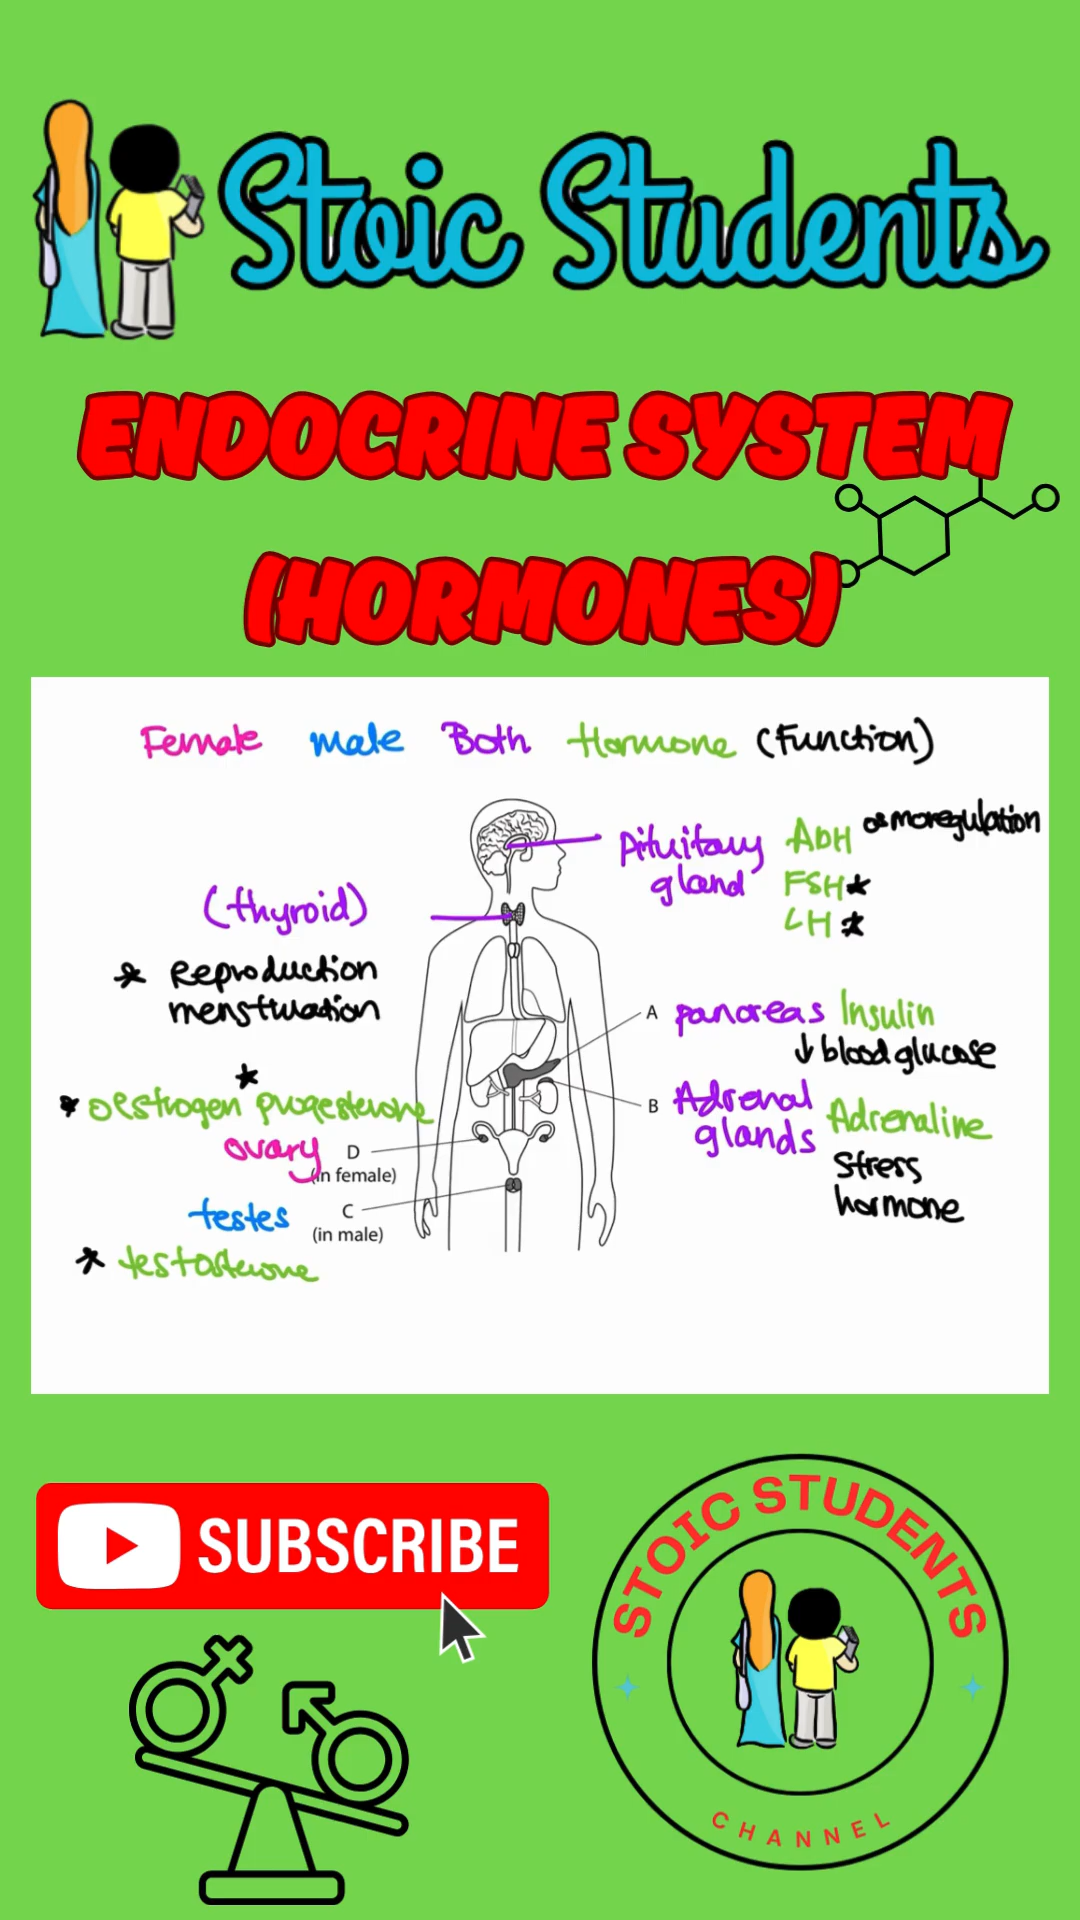 Stoic Students
ENDOCRINE SYSTEM
(HORMONES)
Female male Both Hormone (Function)
Pituitary gland ADH osmoregulation
FSH*
LH*
(thyroid)
* Reproduction
menstruation
A pancreas Insulin
↓ blood glucose
B Adrenal glands Adrenaline
Stress
hormone
*
* oestrogen progesterone
ovary D
(in female)
testes C
(in male)
* testosterone
SUBSCRIBE
STOIC STUDENTS
CHANNEL